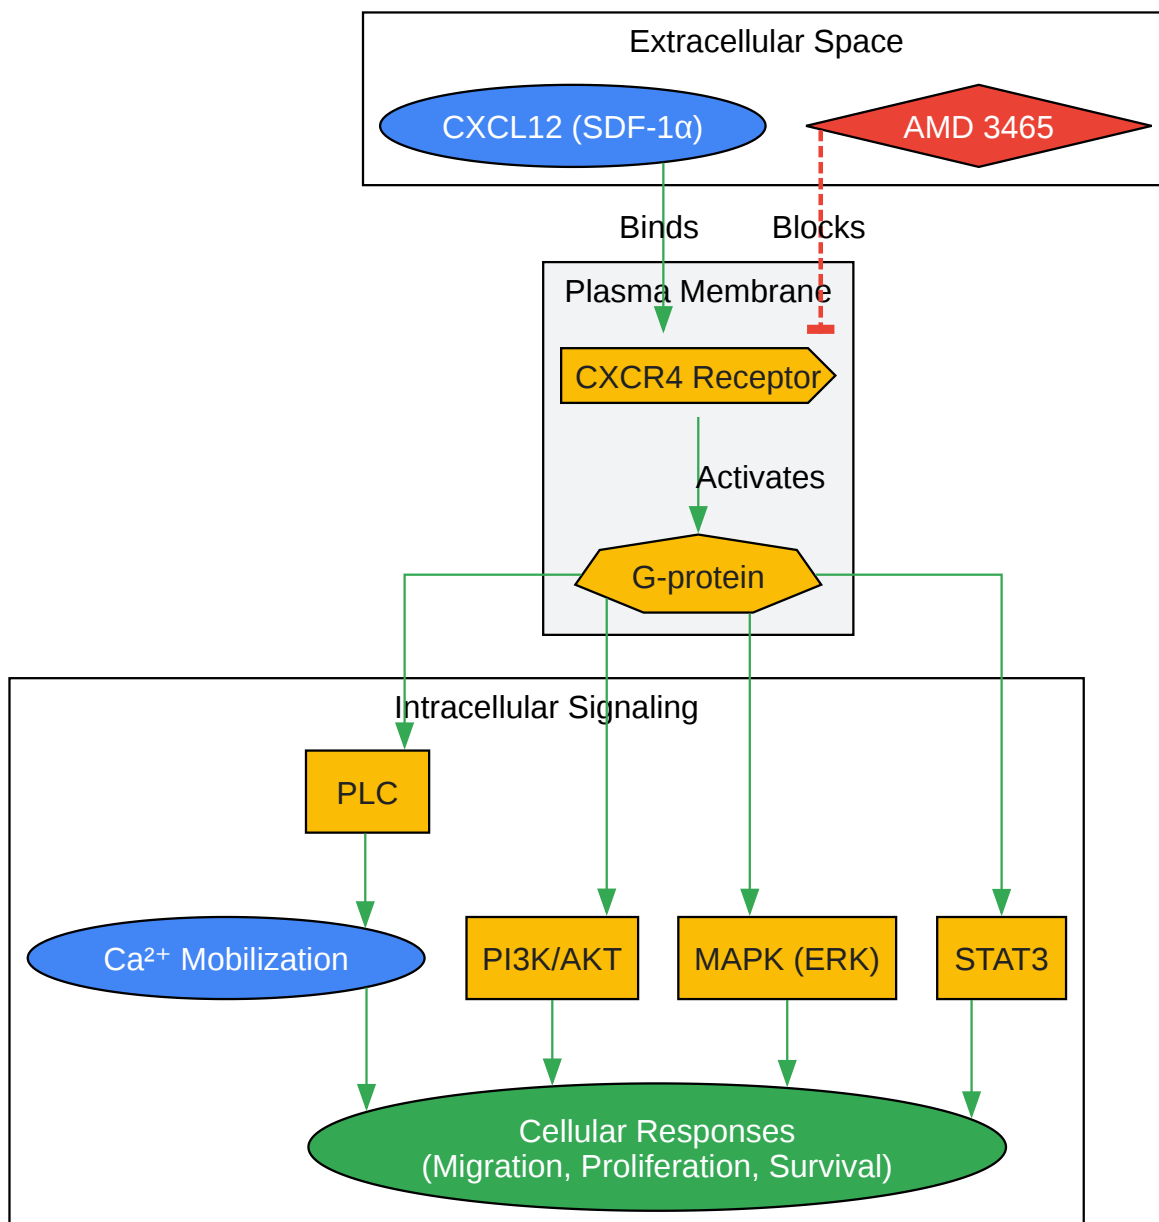 Extracellular Space
CXCL12 (SDF-1α)
AMD 3465
Binds
Blocks
Plasma Membrane
CXCR4 Receptor
Activates
G-protein
Intracellular Signaling
PLC
Ca²⁺ Mobilization
PI3K/AKT
MAPK (ERK)
STAT3
Cellular Responses
(Migration, Proliferation, Survival)